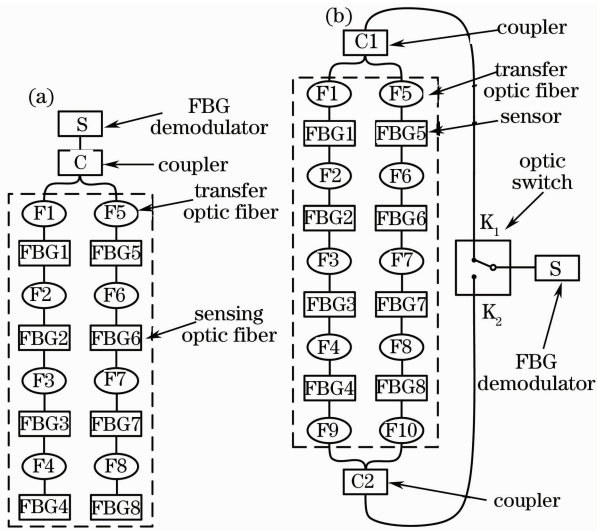 (a)
S
FBG
demodulator
C
coupler
F1
F5
transfer
optic fiber
FBG1
FBG5
F2
F6
FBG2
FBG6
sensing
optic fiber
F3
F7
FBG3
FBG7
F4
F8
FBG4
FBG8
(b)
C1
coupler
F1
F5
transfer
optic fiber
FBG1
FBG5
sensor
F2
F6
optic
switch
FBG2
FBG6
K1
F3
F7
S
FBG3
FBG7
K2
F4
F8
FBG
demodulator
FBG4
FBG8
F9
F10
C2
coupler